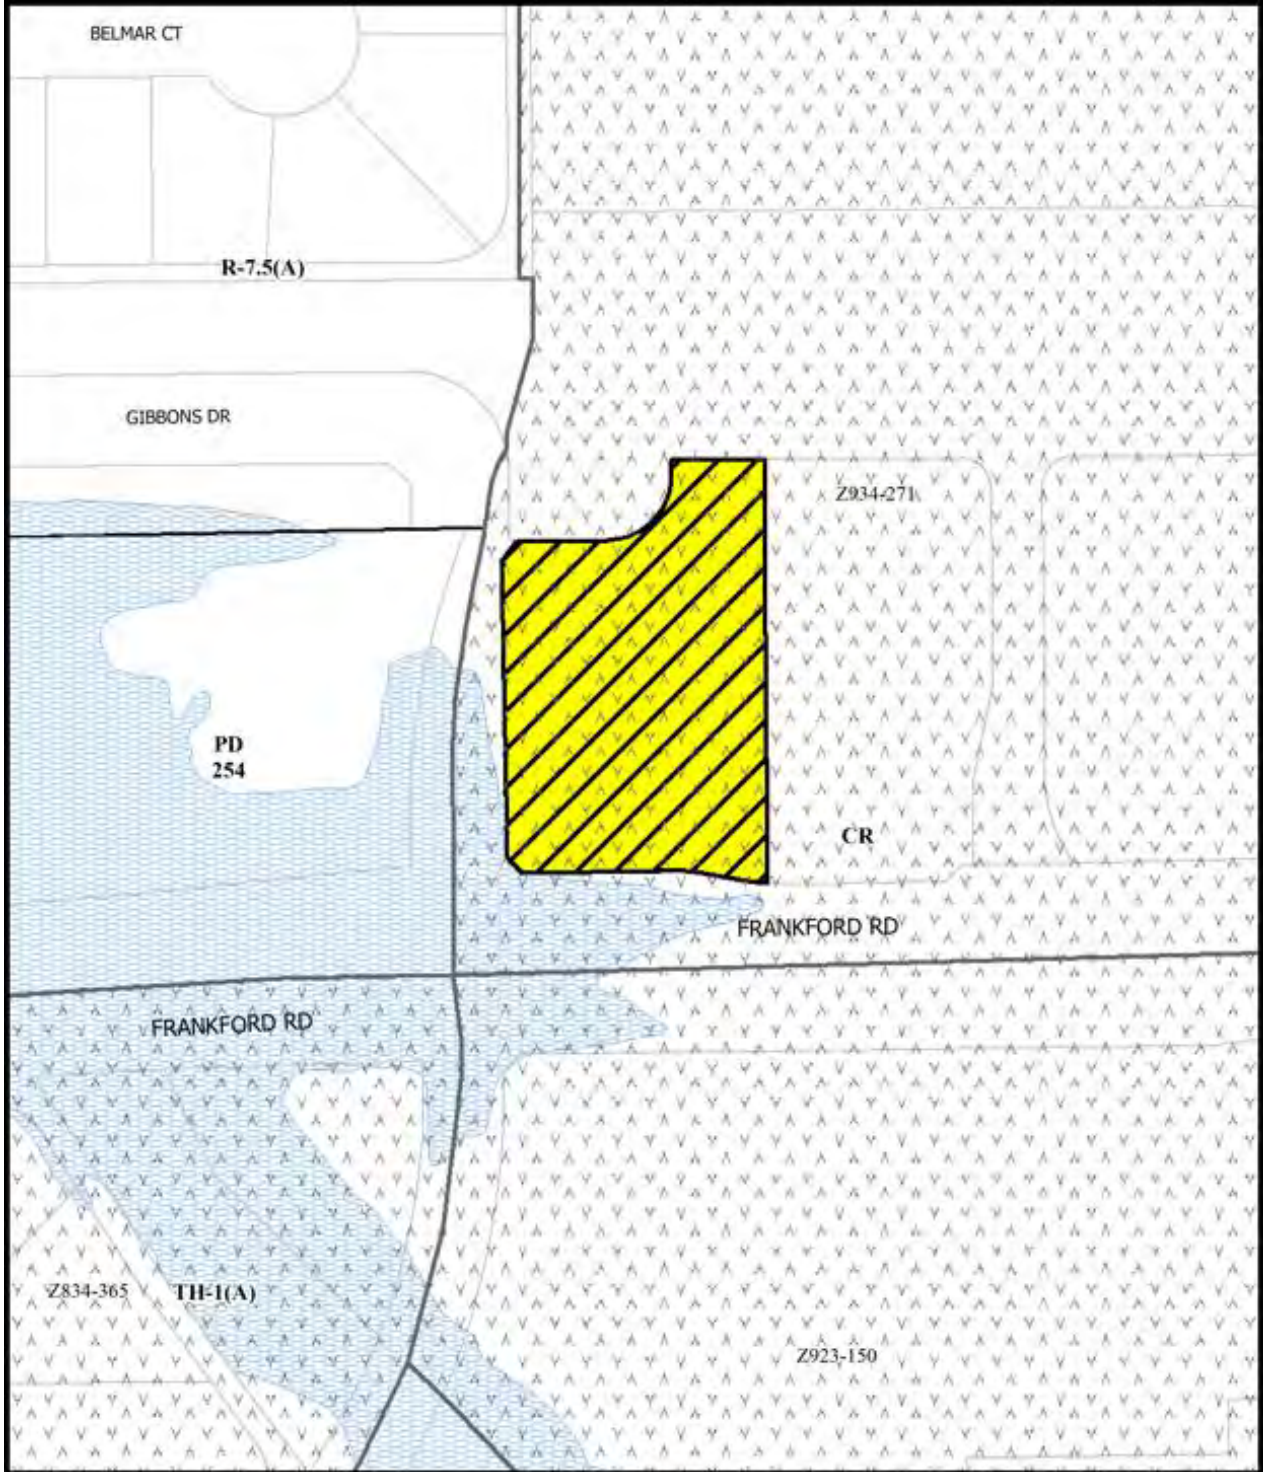 BELMAR CT
R-7.5(A)
GIBBONS DR
Z934-271
PD
254
CR
FRANKFORD RD
FRANKFORD RD
Z834-365
TH-1(A)
Z923-150